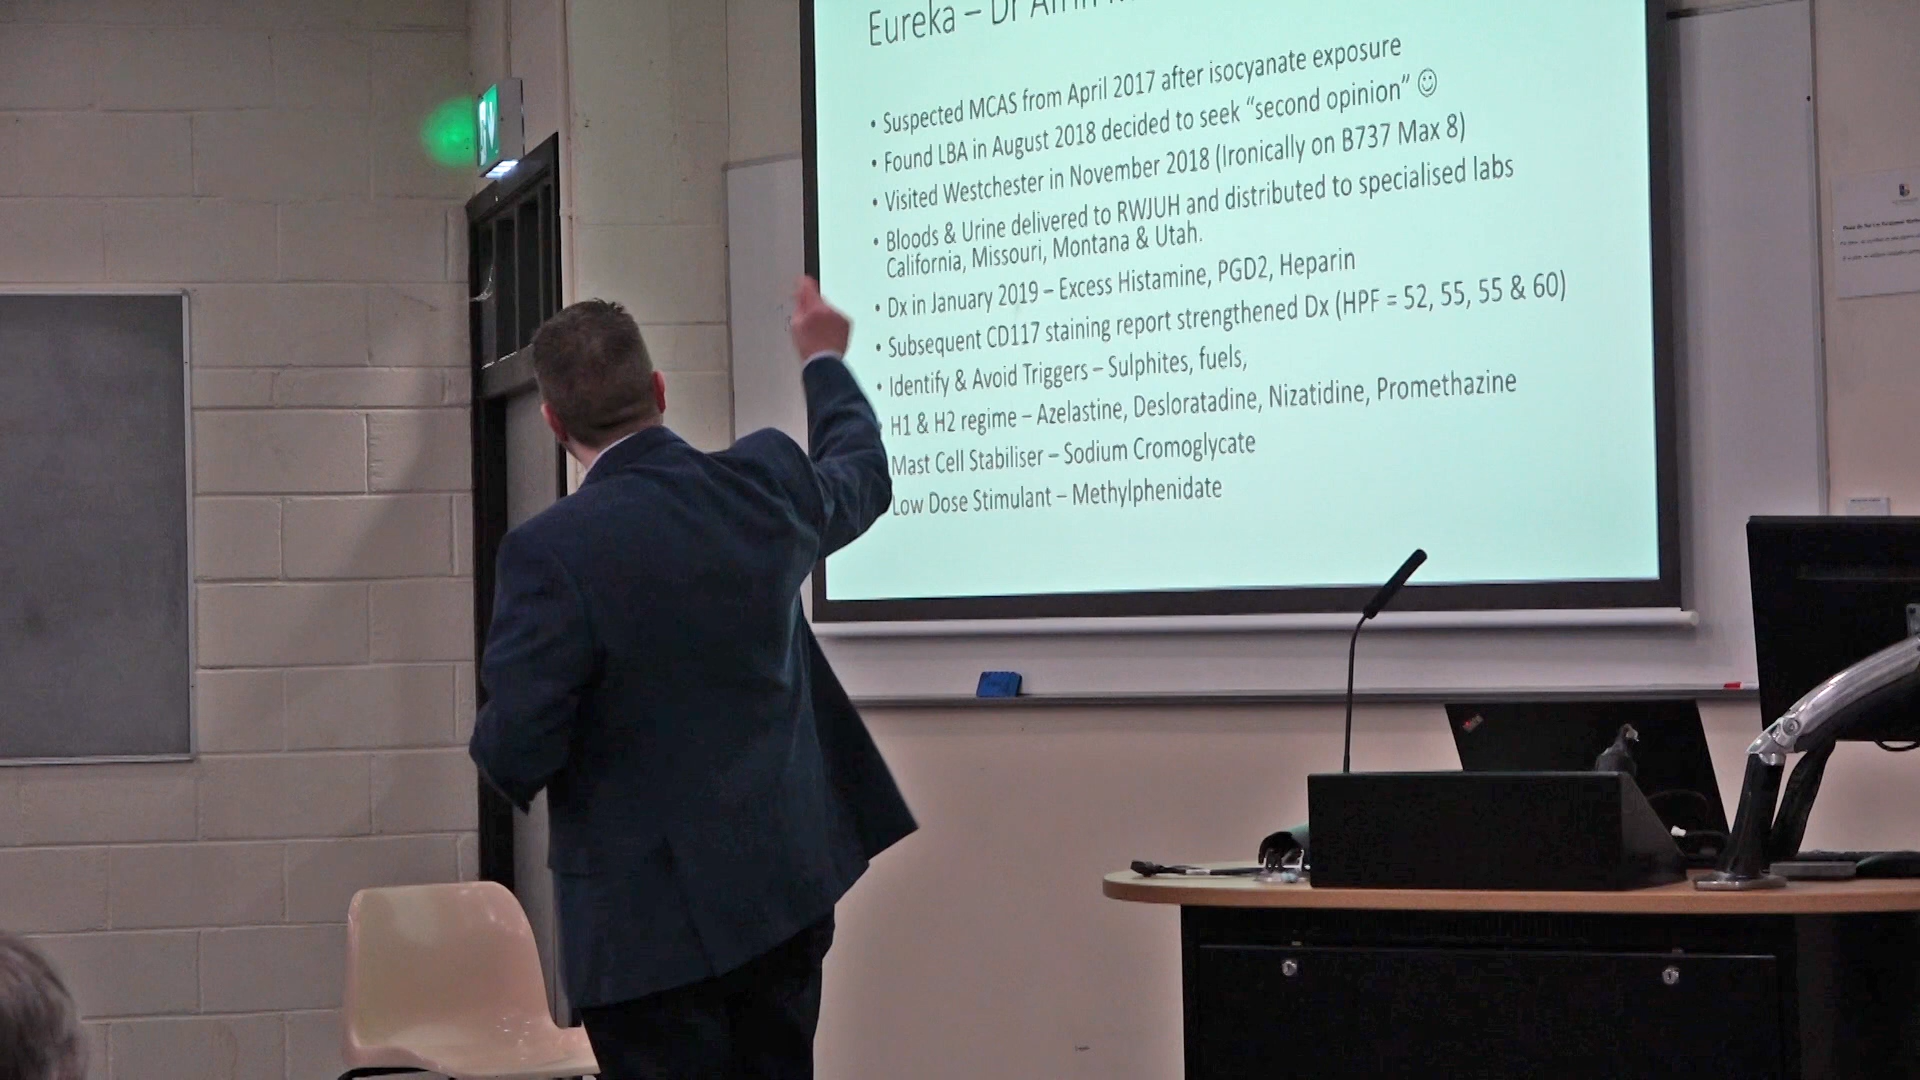 Eureka – Dr
• Suspected MCAS from April 2017 after isocyanate exposure
• Found LBA in August 2018 decided to seek “second opinion” ☺
• Visited Westchester in November 2018 (Ironically on B737 Max 8)
• Bloods & Urine delivered to RWJUH and distributed to specialised labs
California, Missouri, Montana & Utah.
• Dx in January 2019 – Excess Histamine, PGD2, Heparin
• Subsequent CD117 staining report strengthened Dx (HPF = 52, 55, 55 & 60)
• Identify & Avoid Triggers – Sulphites, fuels,
H1 & H2 regime – Azelastine, Desloratadine, Nizatidine, Promethazine
Mast Cell Stabiliser – Sodium Cromoglycate
Low Dose Stimulant – Methylphenidate